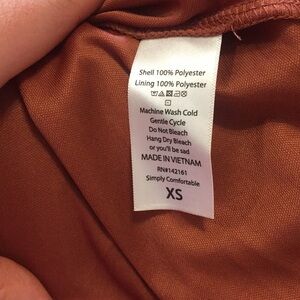 Shell 100% Polyester
Lining 100% Polyester
Machine Wash Cold
Gentle Cycle
Do Not Bleach
Hang Dry Bleach
or you'll be sad
MADE IN VIETNAM
RN#142161
Simply Comfortable
XS